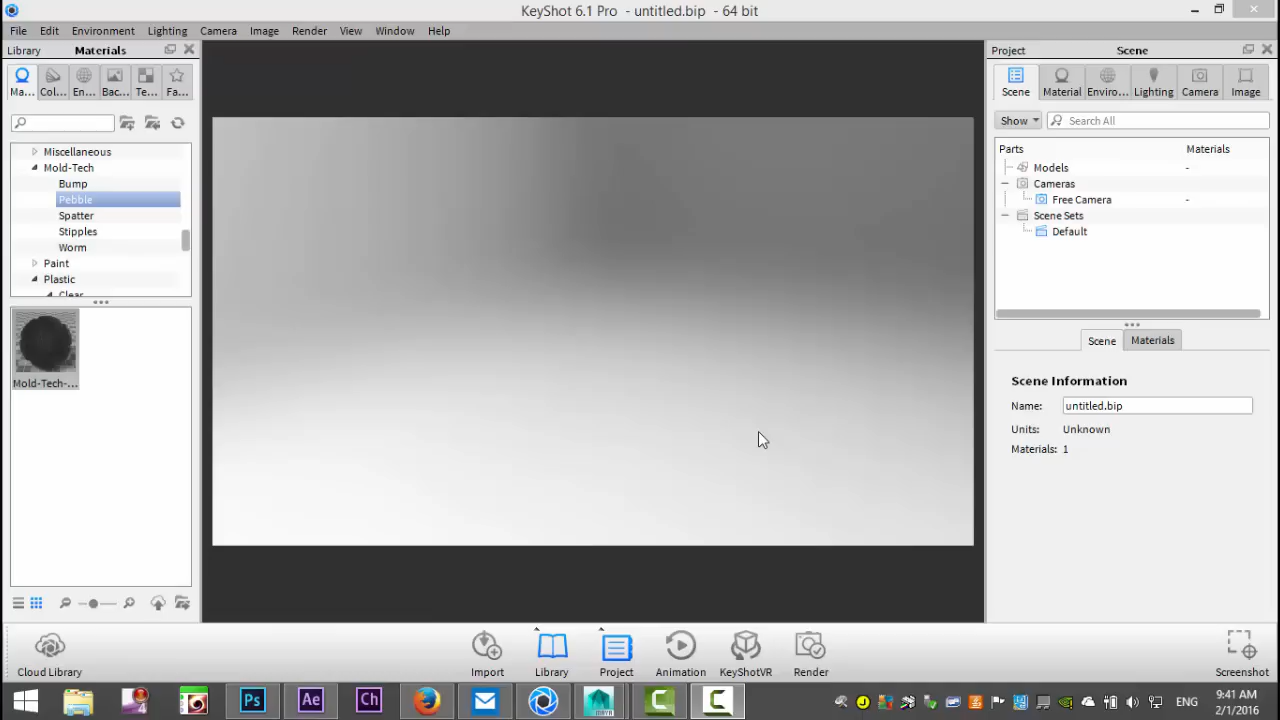 KeyShot 6.1 Pro - untitled.bip - 64 bit
File Edit Environment Lighting Camera Image Render View Window Help
Library Materials
Ma... Col... En... Bac... Te... Fa...
Miscellaneous
Mold-Tech
Bump
Pebble
Spatter
Stipples
Worm
Paint
Plastic
Clear
Mold-Tech-...
Project Scene
Scene Material Enviro... Lighting Camera Image
Show Search All
Parts Materials
Models -
Cameras
Free Camera -
Scene Sets
Default
Scene Materials
Scene Information
Name: untitled.bip
Units: Unknown
Materials: 1
Cloud Library Import Library Project Animation KeyShotVR Render Screenshot
Ps Ae Ch ENG
9:41 AM
2/1/2016